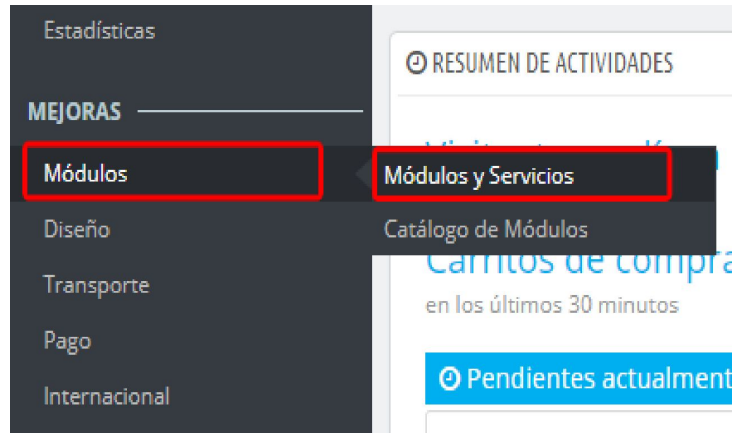 Estadísticas
RESUMEN DE ACTIVIDADES
MEJORAS
Módulos
Módulos y Servicios
Diseño
Catálogo de Módulos
Carritos de compra
Transporte
en los últimos 30 minutos
Pago
Pendientes actualment
Internacional